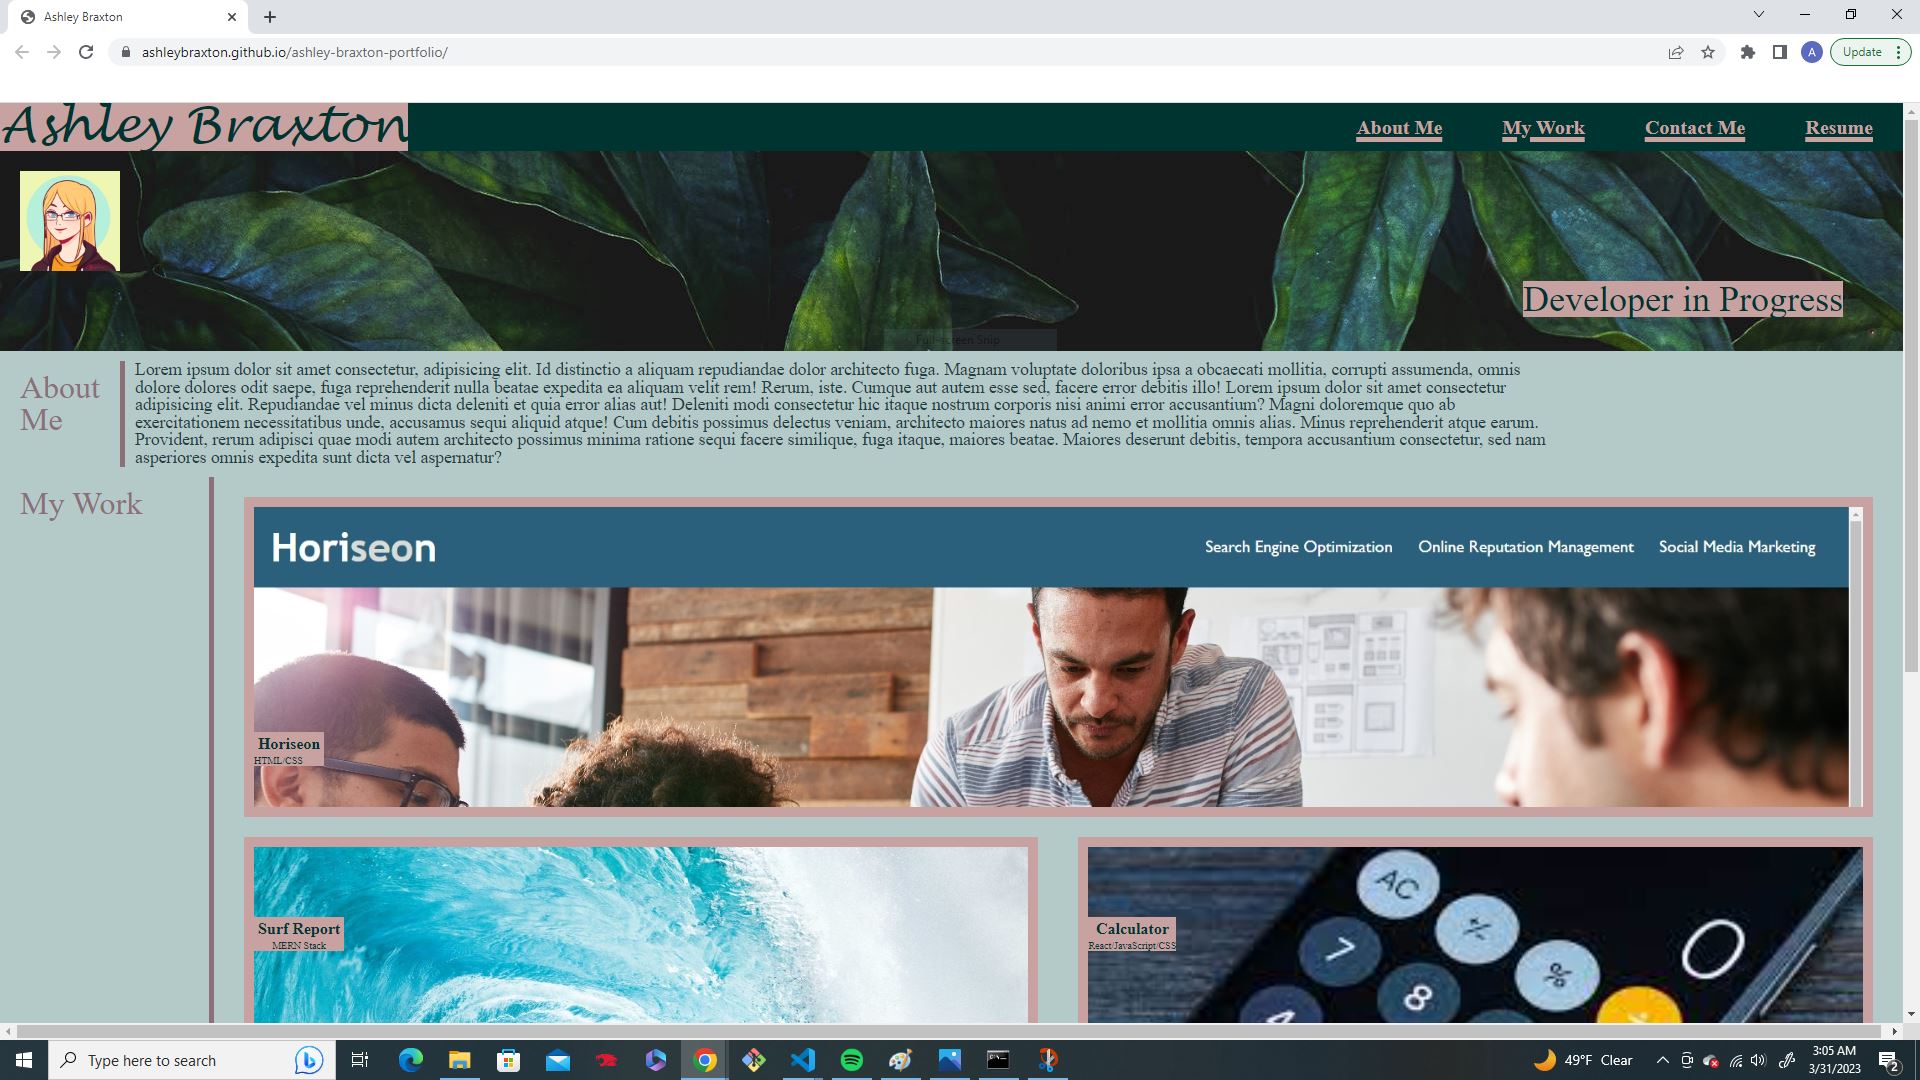 Ashley Braxton
ashleybraxton.github.io/ashley-braxton-portfolio/
A
Update
Ashley Braxton
About Me
My Work
Contact Me
Resume
Developer in Progress
Full-screen Snip
About
Me
Lorem ipsum dolor sit amet consectetur, adipisicing elit. Id distinctio a aliquam repudiandae dolor architecto fuga. Magnam voluptate doloribus ipsa a obcaecati mollitia, corrupti assumenda, omnis
dolore dolores odit saepe, fuga reprehenderit nulla beatae expedita ea aliquam velit rem! Rerum, iste. Cumque aut autem esse sed, facere error debitis illo! Lorem ipsum dolor sit amet consectetur
adipisicing elit. Repudiandae vel minus dicta deleniti et quia error alias aut! Deleniti modi consectetur hic itaque nostrum corporis nisi animi error accusantium? Magni doloremque quo ab
exercitationem necessitatibus unde, accusamus sequi aliquid atque! Cum debitis possimus delectus veniam, architecto maiores natus ad nemo et mollitia omnis alias. Minus reprehenderit atque earum.
Provident, rerum adipisci quae modi autem architecto possimus minima ratione sequi facere similique, fuga itaque, maiores beatae. Maiores deserunt debitis, tempora accusantium consectetur, sed nam
asperiores omnis expedita sunt dicta vel aspernatur?
My Work
Horiseon
Search Engine Optimization
Online Reputation Management
Social Media Marketing
Horiseon
HTML/CSS
Surf Report
MERN Stack
Calculator
React/JavaScript/CSS
AC
÷
0
7
%
8
4
Type here to search
49°F Clear
3:05 AM
3/31/2023
2